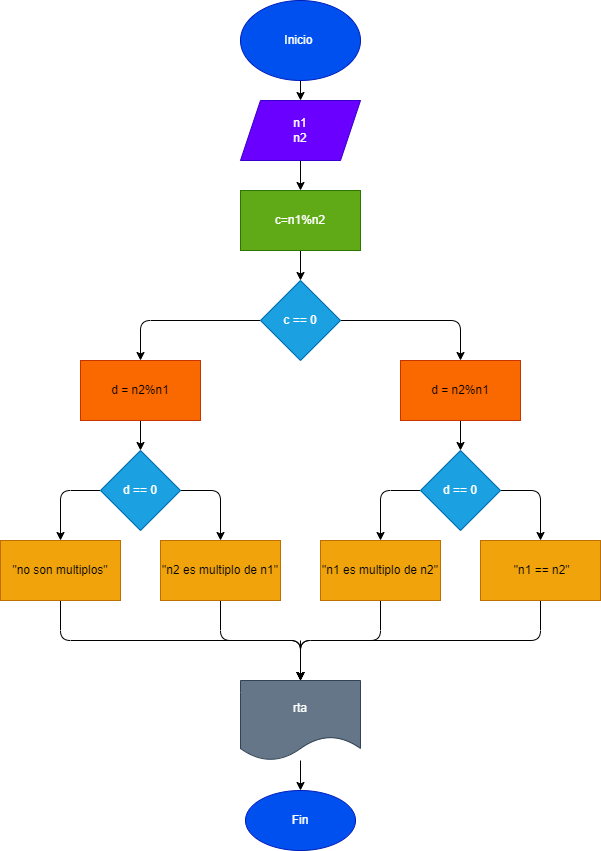 Inicio
n1
n2
c=n1%n2
c == 0
d = n2%n1
d = n2%n1
d == 0
d == 0
"no son multiplos"
"n2 es multiplo de n1"
"n1 es multiplo de n2"
"n1 == n2"
rta
Fin